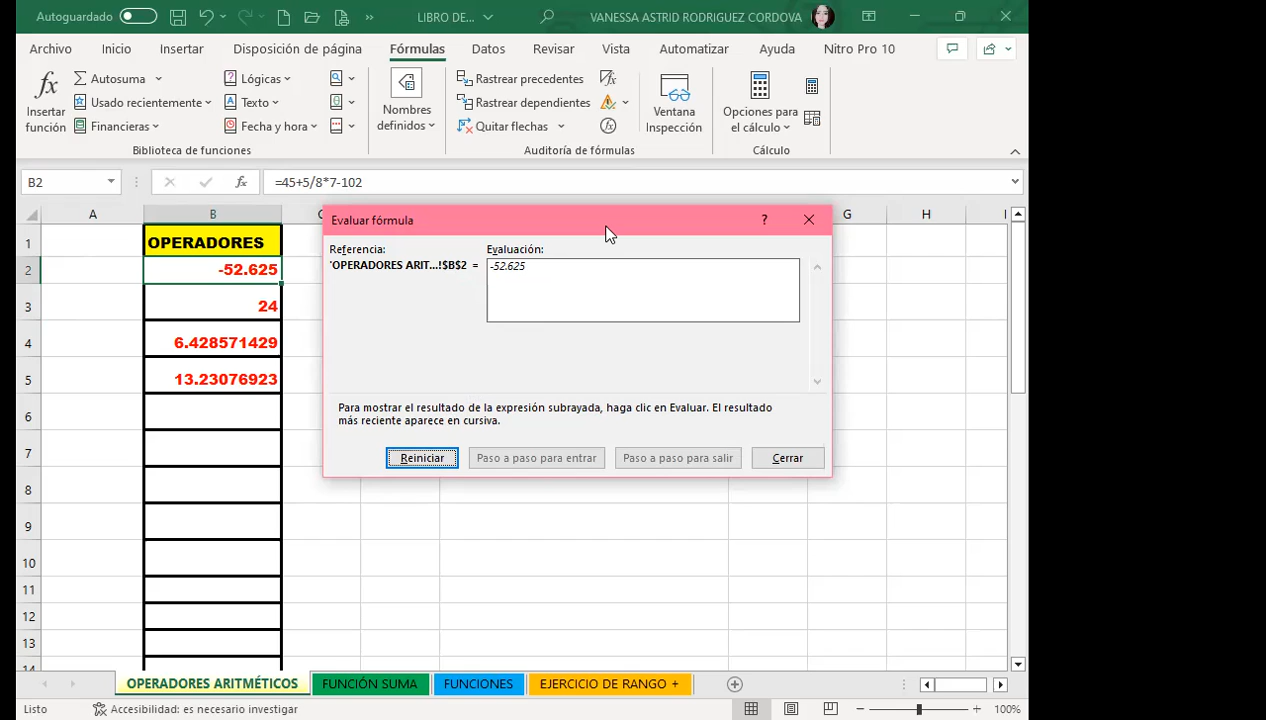 Autoguardado
LIBRO DE...
VANESSA ASTRID RODRIGUEZ CORDOVA
Archivo Inicio Insertar Disposición de página Fórmulas Datos Revisar Vista Automatizar Ayuda Nitro Pro 10
Insertar función
Autosuma
Usado recientemente
Financieras
Lógicas
Texto
Fecha y hora
Biblioteca de funciones
Nombres definidos
Rastrear precedentes
Rastrear dependientes
Quitar flechas
Auditoría de fórmulas
Ventana Inspección
Opciones para el cálculo
Cálculo
B2 fx =45+5/8*7-102
A B C G H I
1 OPERADORES
2 -52.625
3 24
4 6.428571429
5 13.23076923
6
7
8
9
10
11
12
13
14
Evaluar fórmula ?
Referencia: Evaluación:
'OPERADORES ARIT...!$B$2 = -52.625
Para mostrar el resultado de la expresión subrayada, haga clic en Evaluar. El resultado
más reciente aparece en cursiva.
Reiniciar Paso a paso para entrar Paso a paso para salir Cerrar
OPERADORES ARITMÉTICOS FUNCIÓN SUMA FUNCIONES EJERCICIO DE RANGO +
Listo Accesibilidad: es necesario investigar 100%